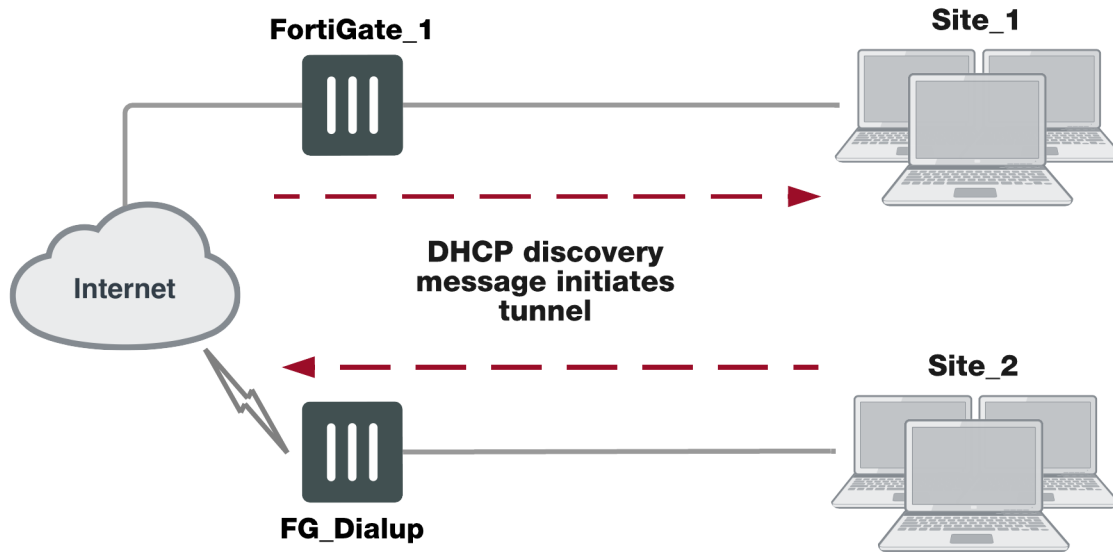 FortiGate_1
Site_1
Internet
DHCP discovery
message initiates
tunnel
Site_2
FG_Dialup